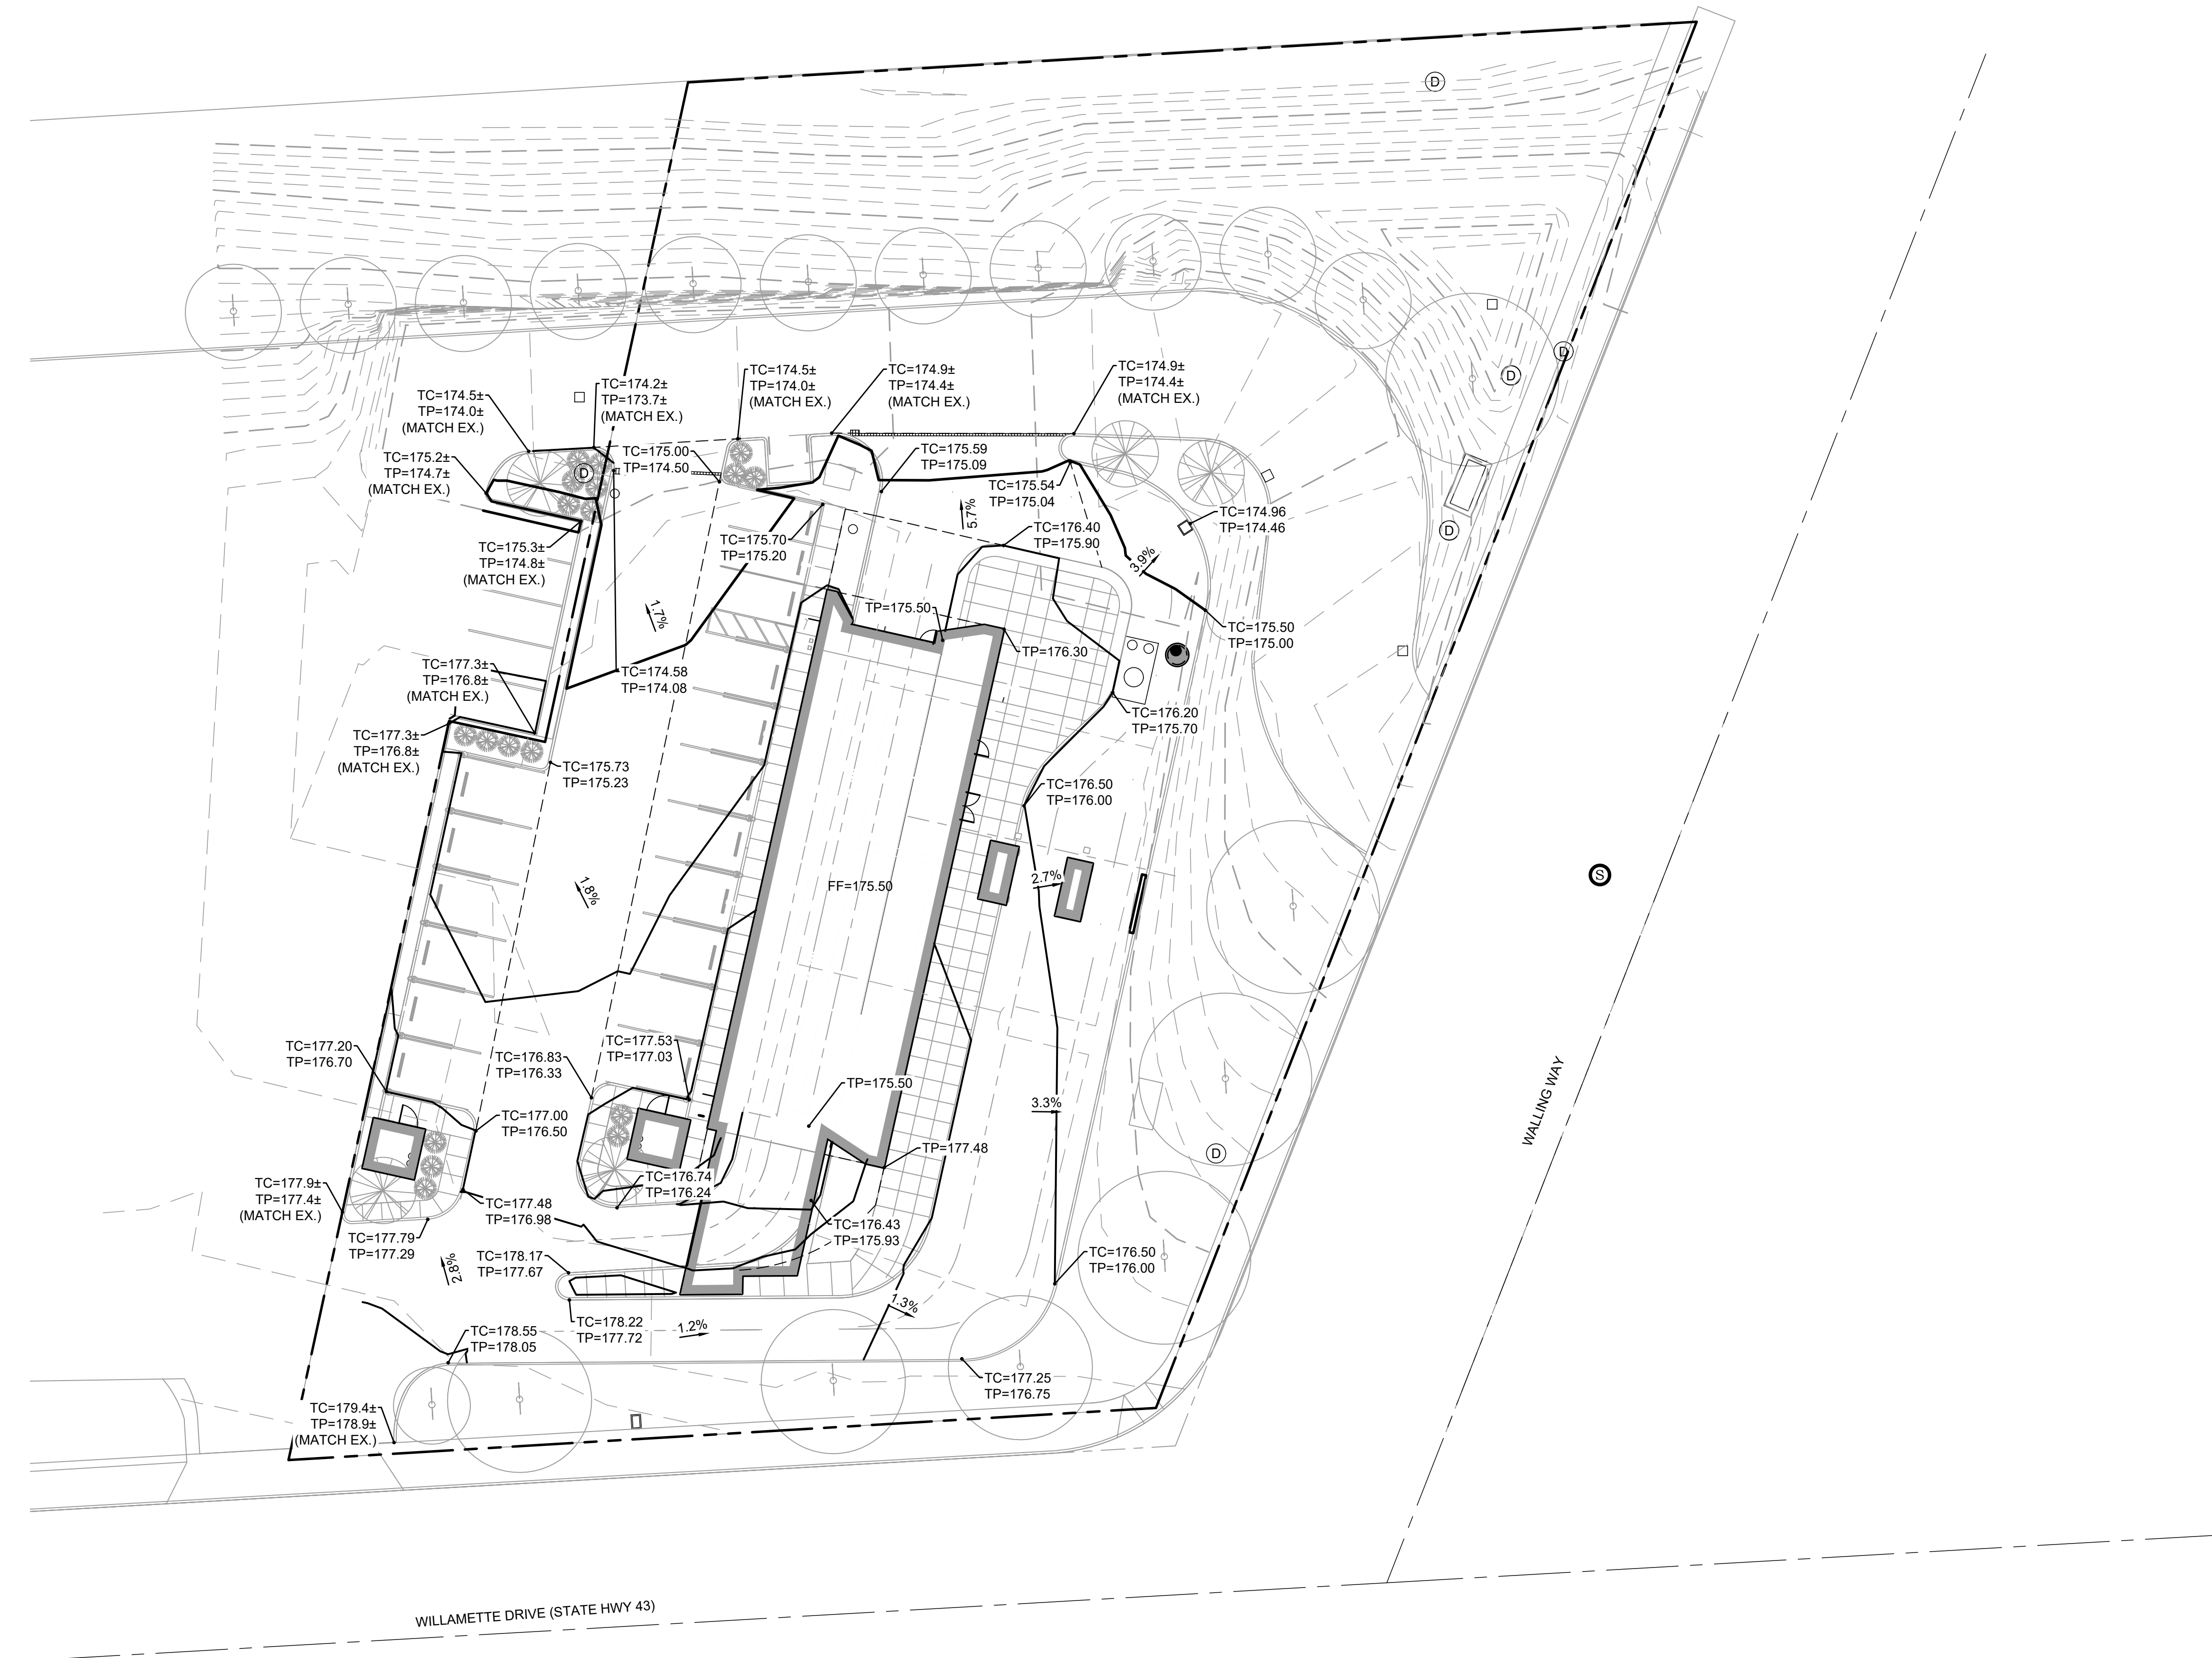 D
TC=174.5±
TP=174.0±
(MATCH EX.)
TC=174.2±
TP=173.7±
(MATCH EX.)
TC=174.5±
TP=174.0±
(MATCH EX.)
TC=174.9±
TP=174.4±
(MATCH EX.)
TC=174.9±
TP=174.4±
(MATCH EX.)
D
D
TC=175.2±
TP=174.7±
(MATCH EX.)
D
TC=175.00
TP=174.50
TC=175.59
TP=175.09
TC=175.54
TP=175.04
5.7%
TC=174.96
TP=174.46
D
TC=175.3±
TP=174.8±
(MATCH EX.)
TC=175.70
TP=175.20
TC=176.40
TP=175.90
3.9%
1.7%
TP=175.50
TC=175.50
TP=175.00
TP=176.30
TC=177.3±
TP=176.8±
(MATCH EX.)
TC=174.58
TP=174.08
TC=176.20
TP=175.70
TC=177.3±
TP=176.8±
(MATCH EX.)
TC=175.73
TP=175.23
TC=176.50
TP=176.00
1.8%
FF=175.50
2.7%
S
TC=177.20
TP=176.70
TC=176.83
TP=176.33
TC=177.53
TP=177.03
TP=175.50
3.3%
WALLING WAY
TC=177.00
TP=176.50
TP=177.48
D
TC=177.9±
TP=177.4±
(MATCH EX.)
TC=176.74
TP=176.24
TC=177.48
TP=176.98
TC=176.43
TP=175.93
TC=177.79
TP=177.29
2.8%
TC=178.17
TP=177.67
TC=176.50
TP=176.00
1.3%
TC=178.22
TP=177.72
1.2%
TC=178.55
TP=178.05
TC=177.25
TP=176.75
TC=179.4±
TP=178.9±
(MATCH EX.)
WILLAMETTE DRIVE (STATE HWY 43)